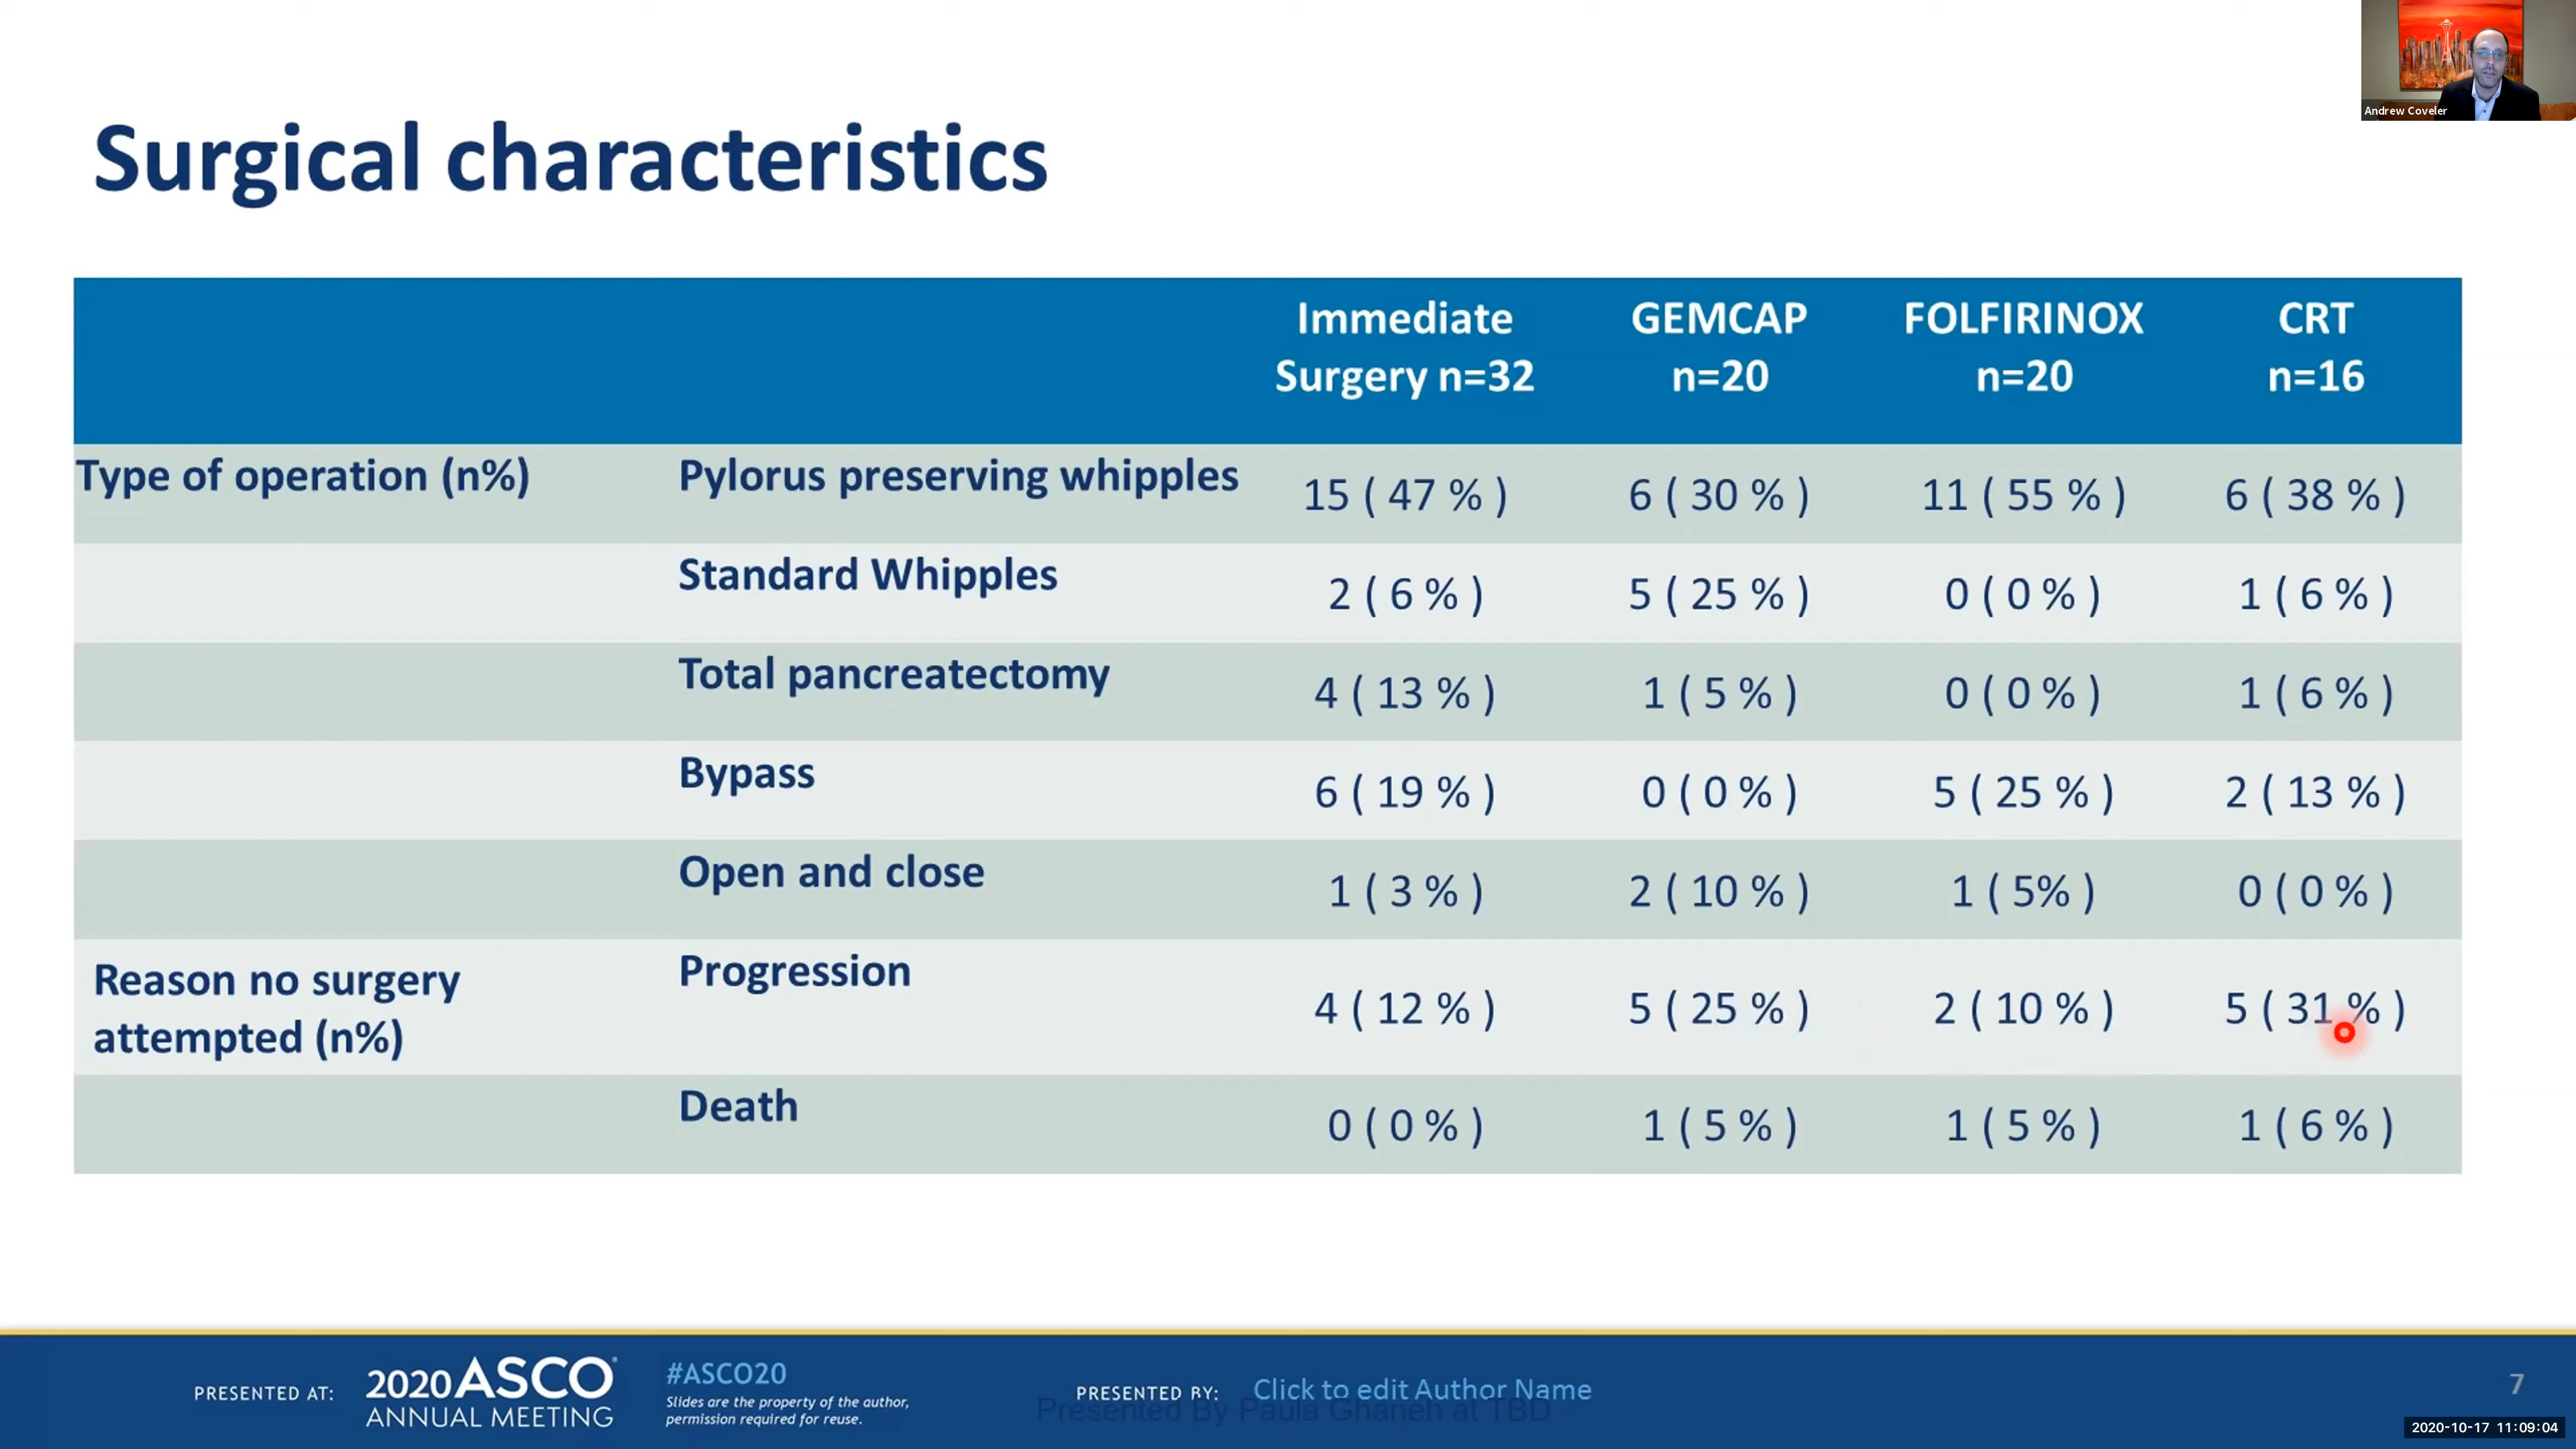 Andrew Coveler
Surgical characteristics
Immediate Surgery n=32 GEMCAP n=20 FOLFIRINOX n=20 CRT n=16
Type of operation (n%) Pylorus preserving whipples 15 ( 47 % ) 6 ( 30 % ) 11 ( 55 % ) 6 ( 38 % )
Standard Whipples 2 ( 6 % ) 5 ( 25 % ) 0 ( 0 % ) 1 ( 6 % )
Total pancreatectomy 4 ( 13 % ) 1 ( 5 % ) 0 ( 0 % ) 1 ( 6 % )
Bypass 6 ( 19 % ) 0 ( 0 % ) 5 ( 25 % ) 2 ( 13 % )
Open and close 1 ( 3 % ) 2 ( 10 % ) 1 ( 5% ) 0 ( 0 % )
Reason no surgery attempted (n%) Progression 4 ( 12 % ) 5 ( 25 % ) 2 ( 10 % ) 5 ( 31 % )
Death 0 ( 0 % ) 1 ( 5 % ) 1 ( 5 % ) 1 ( 6 % )
PRESENTED AT:
2020 ASCO
ANNUAL MEETING
#ASCO20
Slides are the property of the author,
permission required for reuse.
PRESENTED BY: Click to edit Author Name
Presented By Paula Ghaneh at TBD
7
2020-10-17 11:09:04